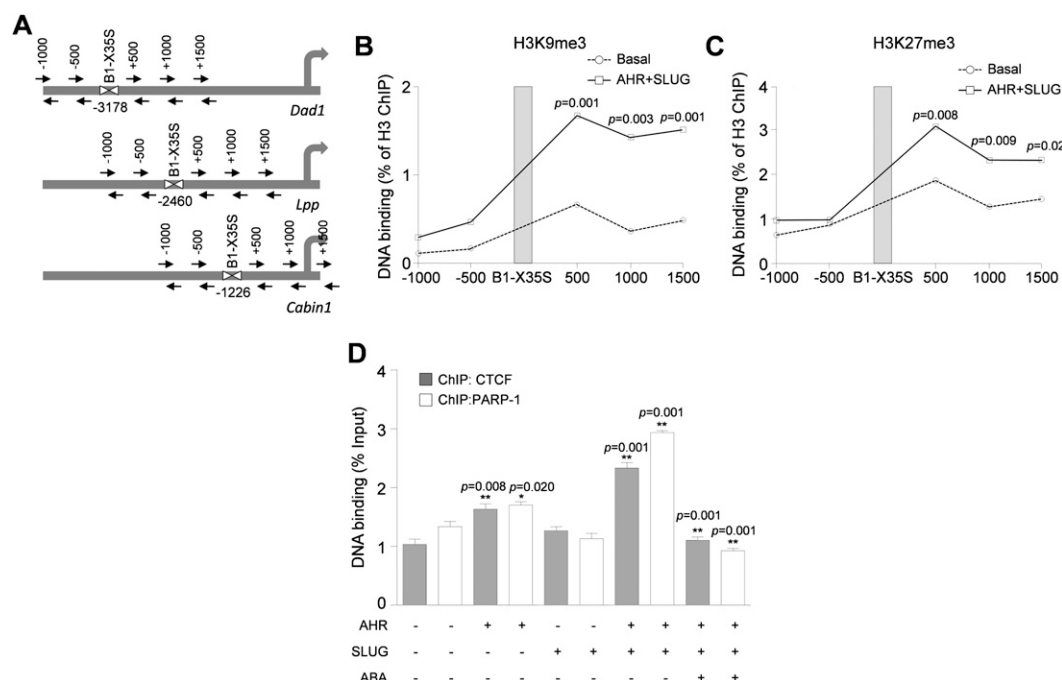 A
-1000
-500
B1-X35S
+500
+1000
+1500
-3178
Dad1
-1000
-500
B1-X35S
+500
+1000
+1500
-2460
Lpp
-1000
-500
B1-X35S
+500
+1000
+1500
-1226
Cabin1
B
H3K9me3
Basal
AHR+SLUG
DNA binding (% of H3 ChIP)
2
1
0
p=0.001
p=0.003
p=0.001
-1000 -500 B1-X35S 500 1000 1500
C
H3K27me3
Basal
AHR+SLUG
DNA binding (% of H3 ChIP)
4
3
2
1
0
p=0.008
p=0.009
p=0.02
-1000 -500 B1-X35S 500 1000 1500
D
ChIP: CTCF
ChIP:PARP-1
DNA binding (% Input)
4
3
2
1
0
p=0.008
**
p=0.020
*
p=0.001
**
p=0.001
**
p=0.001
**
p=0.001
**
AHR - - + + - - + + + +
SLUG - - - - + + + + + +
ABA - - - - - - - - + +